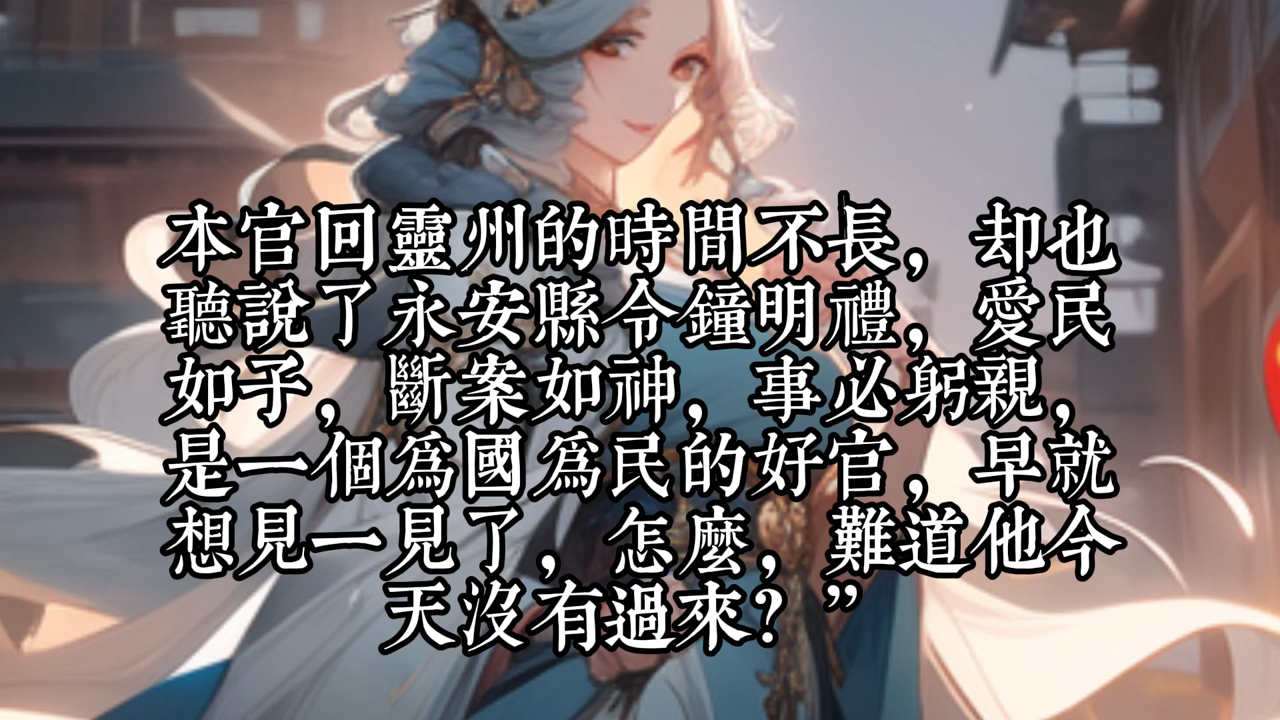 本官回靈州的時間不長，却也
聽說了永安縣令鐘明禮，愛民
如子，斷案如神，事必躬親，
是一個爲國爲民的好官，早就
想見一見了，怎麽，難道他今
天沒有過來？”